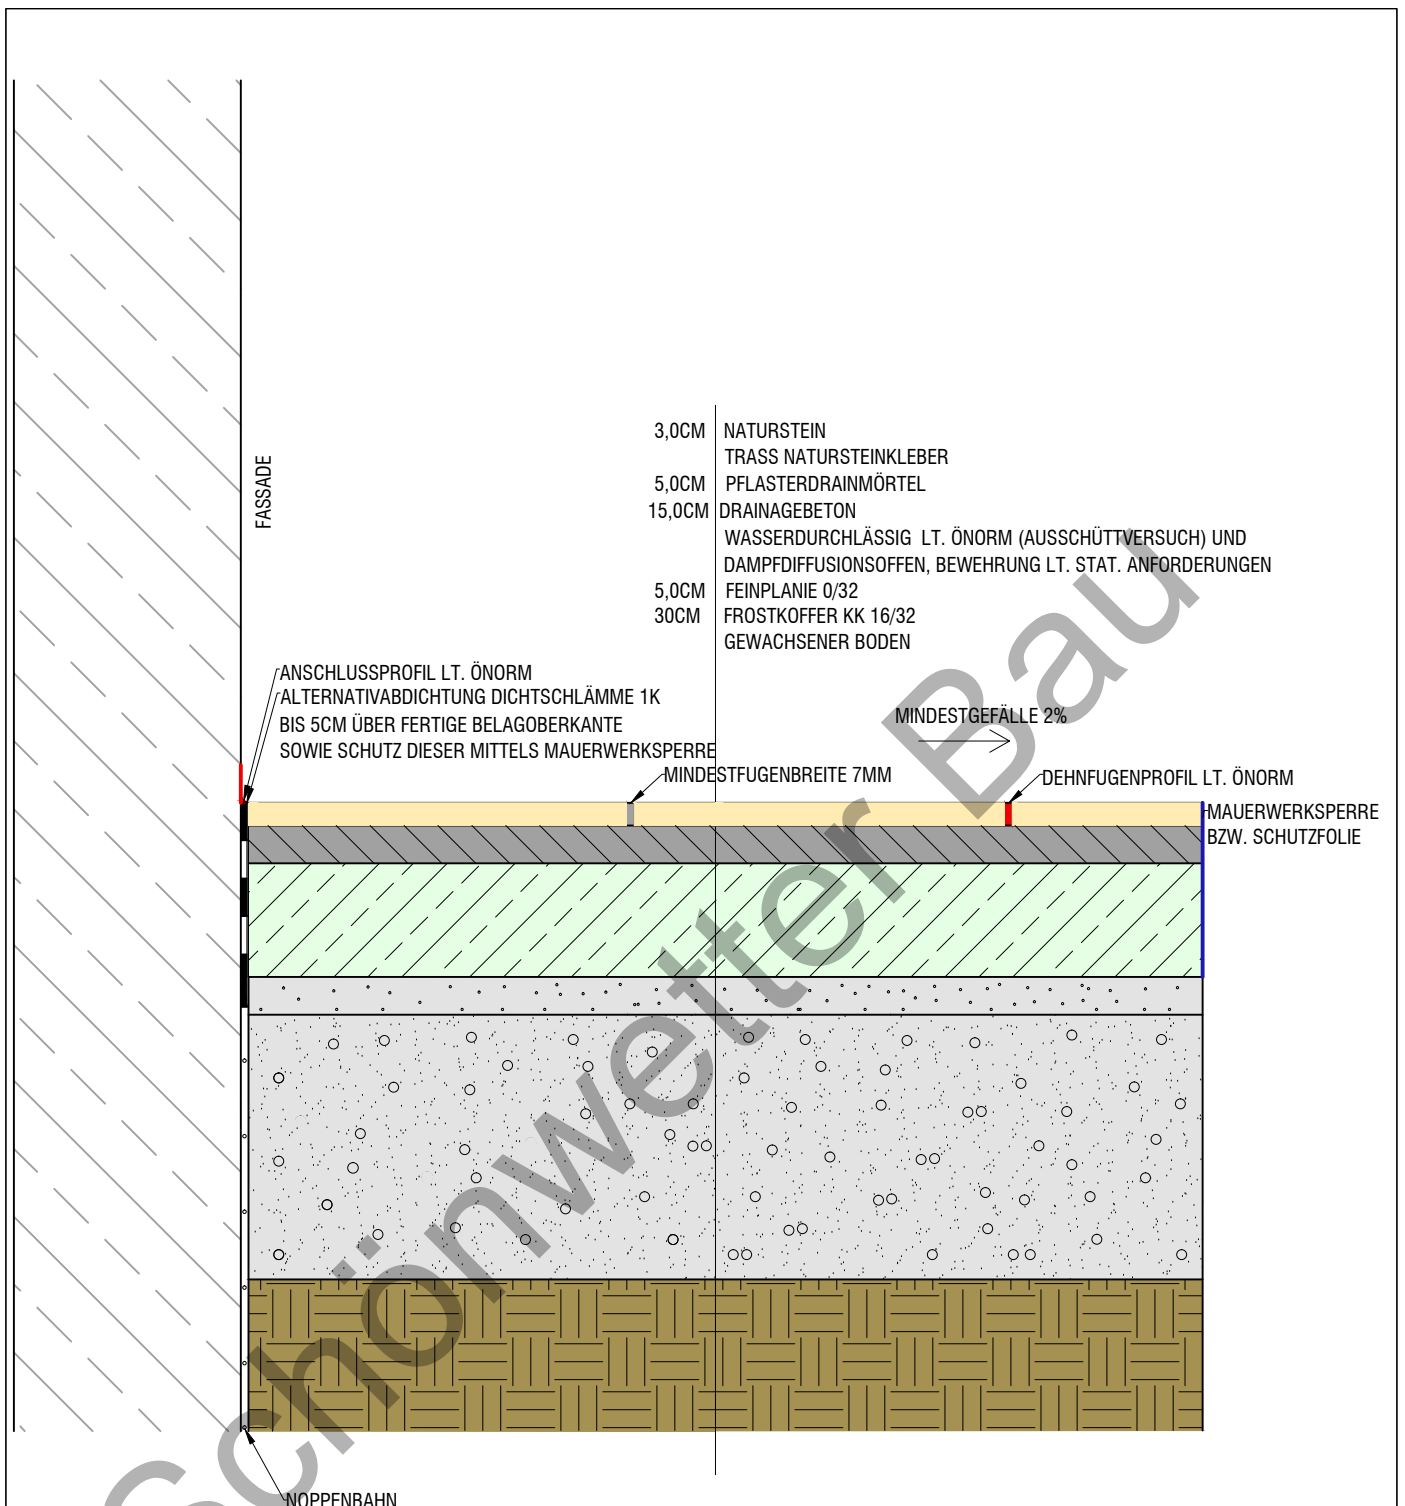 3,0CM NATURSTEIN
TRASS NATURSTEINKLEBER
5,0CM PFLASTERDRAINMÖRTEL
15,0CM DRAINAGEBETON
WASSERDURCHLÄSSIG LT. ÖNORM (AUSSCHÜTTVERSUCH) UND
DAMPFDIFFUSIONSOFFEN, BEWEHRUNG LT. STAT. ANFORDERUNGEN
5,0CM FEINPLANIE 0/32
30CM FROSTKOFFER KK 16/32
GEWACHSENER BODEN
FASSADE
ANSCHLUSSPROFIL LT. ÖNORM
ALTERNATIVABDICHTUNG DICHTSCHLÄMME 1K
BIS 5CM ÜBER FERTIGE BELAGOBERKANTE
SOWIE SCHUTZ DIESER MITTELS MAUERWERKSPERRE
MINDESTGEFÄLLE 2%
MINDESTFUGENBREITE 7MM
DEHNFUGENPROFIL LT. ÖNORM
MAUERWERKSPERRE
BZW. SCHUTZFOLIE
NOPPENBAHN
Schönwetter Bau